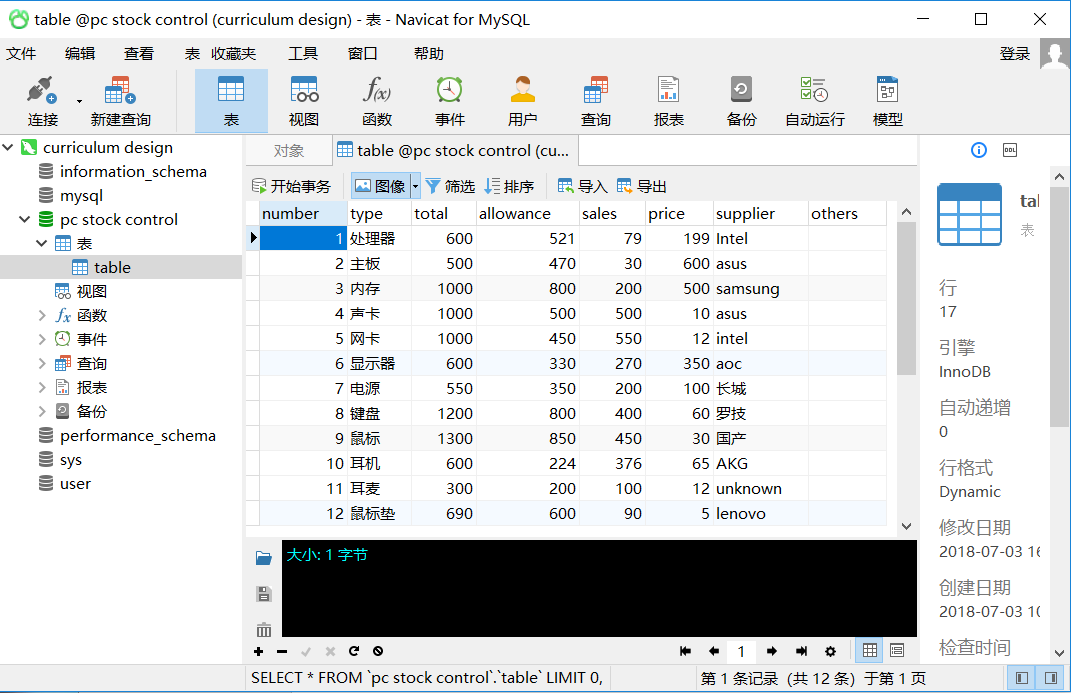 table @pc stock control (curriculum design) - 表 - Navicat for MySQL
文件 编辑 查看 表 收藏夹 工具 窗口 帮助 登录
连接 新建查询 表 视图 函数 事件 用户 查询 报表 备份 自动运行 模型
curriculum design
information_schema
mysql
pc stock control
表
table
视图
函数
事件
查询
报表
备份
performance_schema
sys
user
对象 table @pc stock control (cu...
开始事务 图像 筛选 排序 导入 导出
number type total allowance sales price supplier others
1 处理器 600 521 79 199 Intel
2 主板 500 470 30 600 asus
3 内存 1000 800 200 500 samsung
4 声卡 1000 500 500 10 asus
5 网卡 1000 450 550 12 intel
6 显示器 600 330 270 350 aoc
7 电源 550 350 200 100 长城
8 键盘 1200 800 400 60 罗技
9 鼠标 1300 850 450 30 国产
10 耳机 600 224 376 65 AKG
11 耳麦 300 200 100 12 unknown
12 鼠标垫 690 600 90 5 lenovo
大小: 1 字节
1
SELECT * FROM `pc stock control`.`table` LIMIT 0, 第 1 条记录 (共 12 条) 于第 1 页
DDL
tal
表
行
17
引擎
InnoDB
自动递增
0
行格式
Dynamic
修改日期
2018-07-03 16
创建日期
2018-07-03 10
检查时间